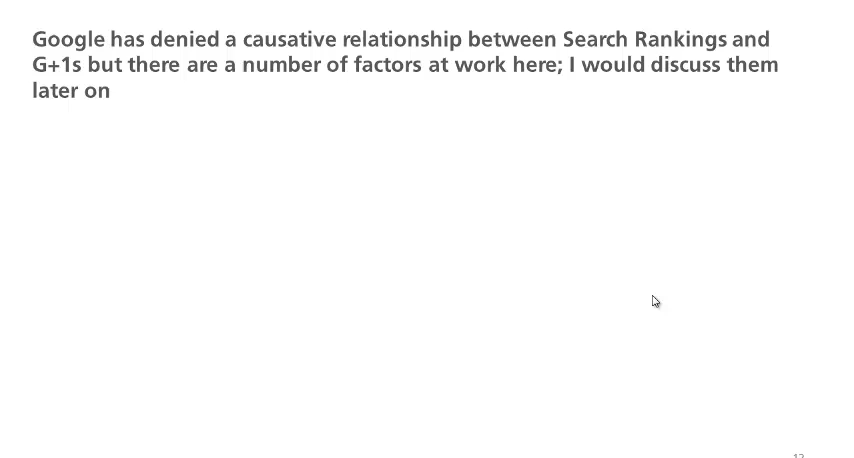 Google has denied a causative relationship between Search Rankings and
G+1s but there are a number of factors at work here; I would discuss them
later on